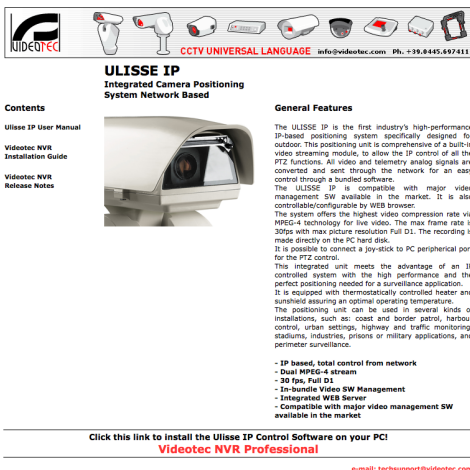 VIDEOTEC
CCTV UNIVERSAL LANGUAGE info@videotec.com Ph. +39.0445.697411
ULISSE IP
Integrated Camera Positioning
System Network Based
Contents
Ulisse IP User Manual
Videotec NVR
Installation Guide
Videotec NVR
Release Notes
General Features
The ULISSE IP is the first industry's high-performance
IP-based positioning system specifically designed for
outdoor. This positioning unit is comprehensive of a built-in
video streaming module, to allow the IP control of all the
PTZ functions. All video and telemetry analog signals are
converted and sent through the network for an easy
control through a bundled software.
The ULISSE IP is compatible with major video
management SW available in the market. It is also
controllable/configurable by WEB browser.
The system offers the highest video compression rate via
MPEG-4 technology for live video. The max frame rate is
30fps with max picture resolution Full D1. The recording is
made directly on the PC hard disk.
It is possible to connect a joy-stick to PC peripherical port
for the PTZ control.
This integrated unit meets the advantage of an IP
controlled system with the high performance and the
perfect positioning needed for a surveillance application.
It is equipped with thermostatically controlled heater and
sunshield assuring an optimal operating temperature.
The positioning unit can be used in several kinds of
installations, such as: coast and border patrol, harbour
control, urban settings, highway and traffic monitoring,
stadiums, industries, prisons or military applications, and
perimeter surveillance.
- IP based, total control from network
- Dual MPEG-4 stream
- 30 fps, Full D1
- In-bundle Video SW Management
- Integrated WEB Server
- Compatible with major video management SW
available in the market
Click this link to install the Ulisse IP Control Software on your PC!
Videotec NVR Professional
e-mail: techsupport@videotec.com